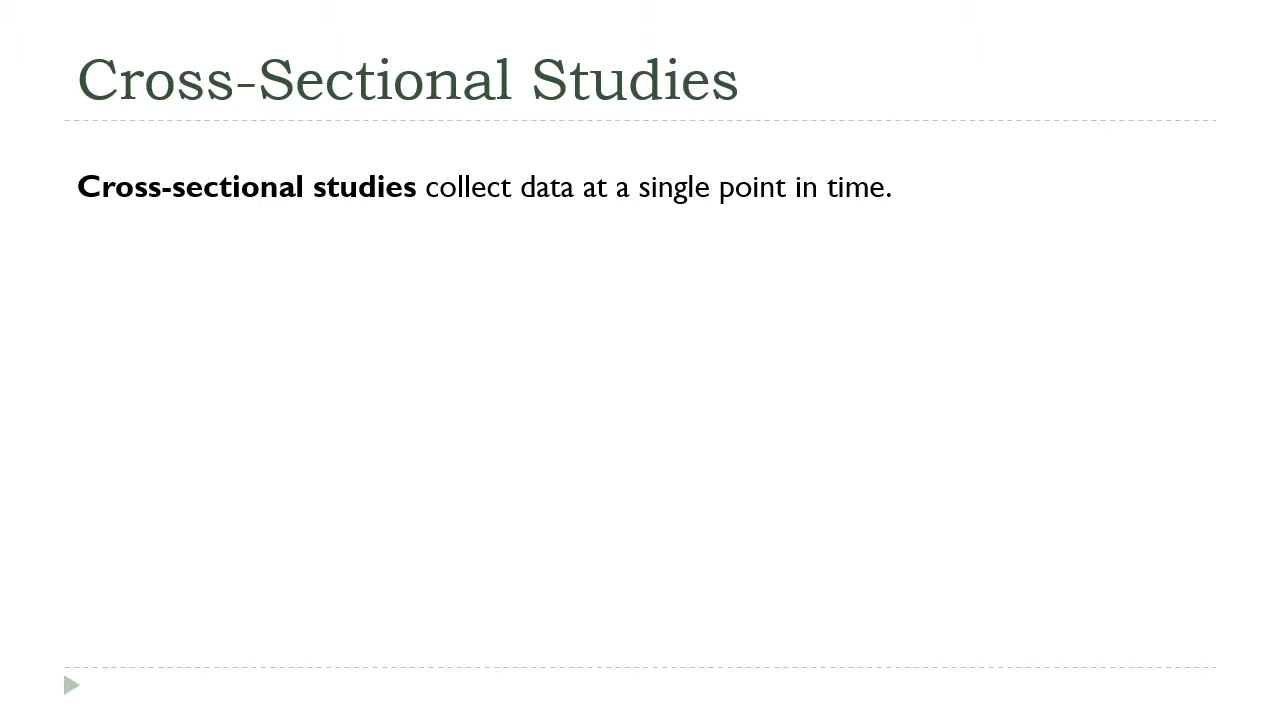 Cross-Sectional Studies
Cross-sectional studies collect data at a single point in time.